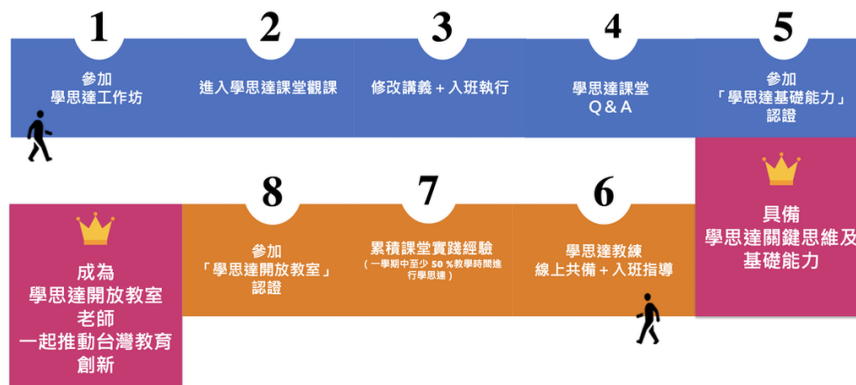 1
參加
學思達工作坊
2
進入學思達課堂觀課
3
修改講義+入班執行
4
學思達課堂
Q & A
5
參加
「學思達基礎能力」
認證
具備
學思達關鍵思維及
基礎能力
6
學思達教練
線上共備+入班指導
7
累積課堂實踐經驗
(一學期中至少 50 %教學時間進
行學思達)
8
參加
「學思達開放教室」
認證
成為
學思達開放教室
老師
一起推動台灣教育
創新